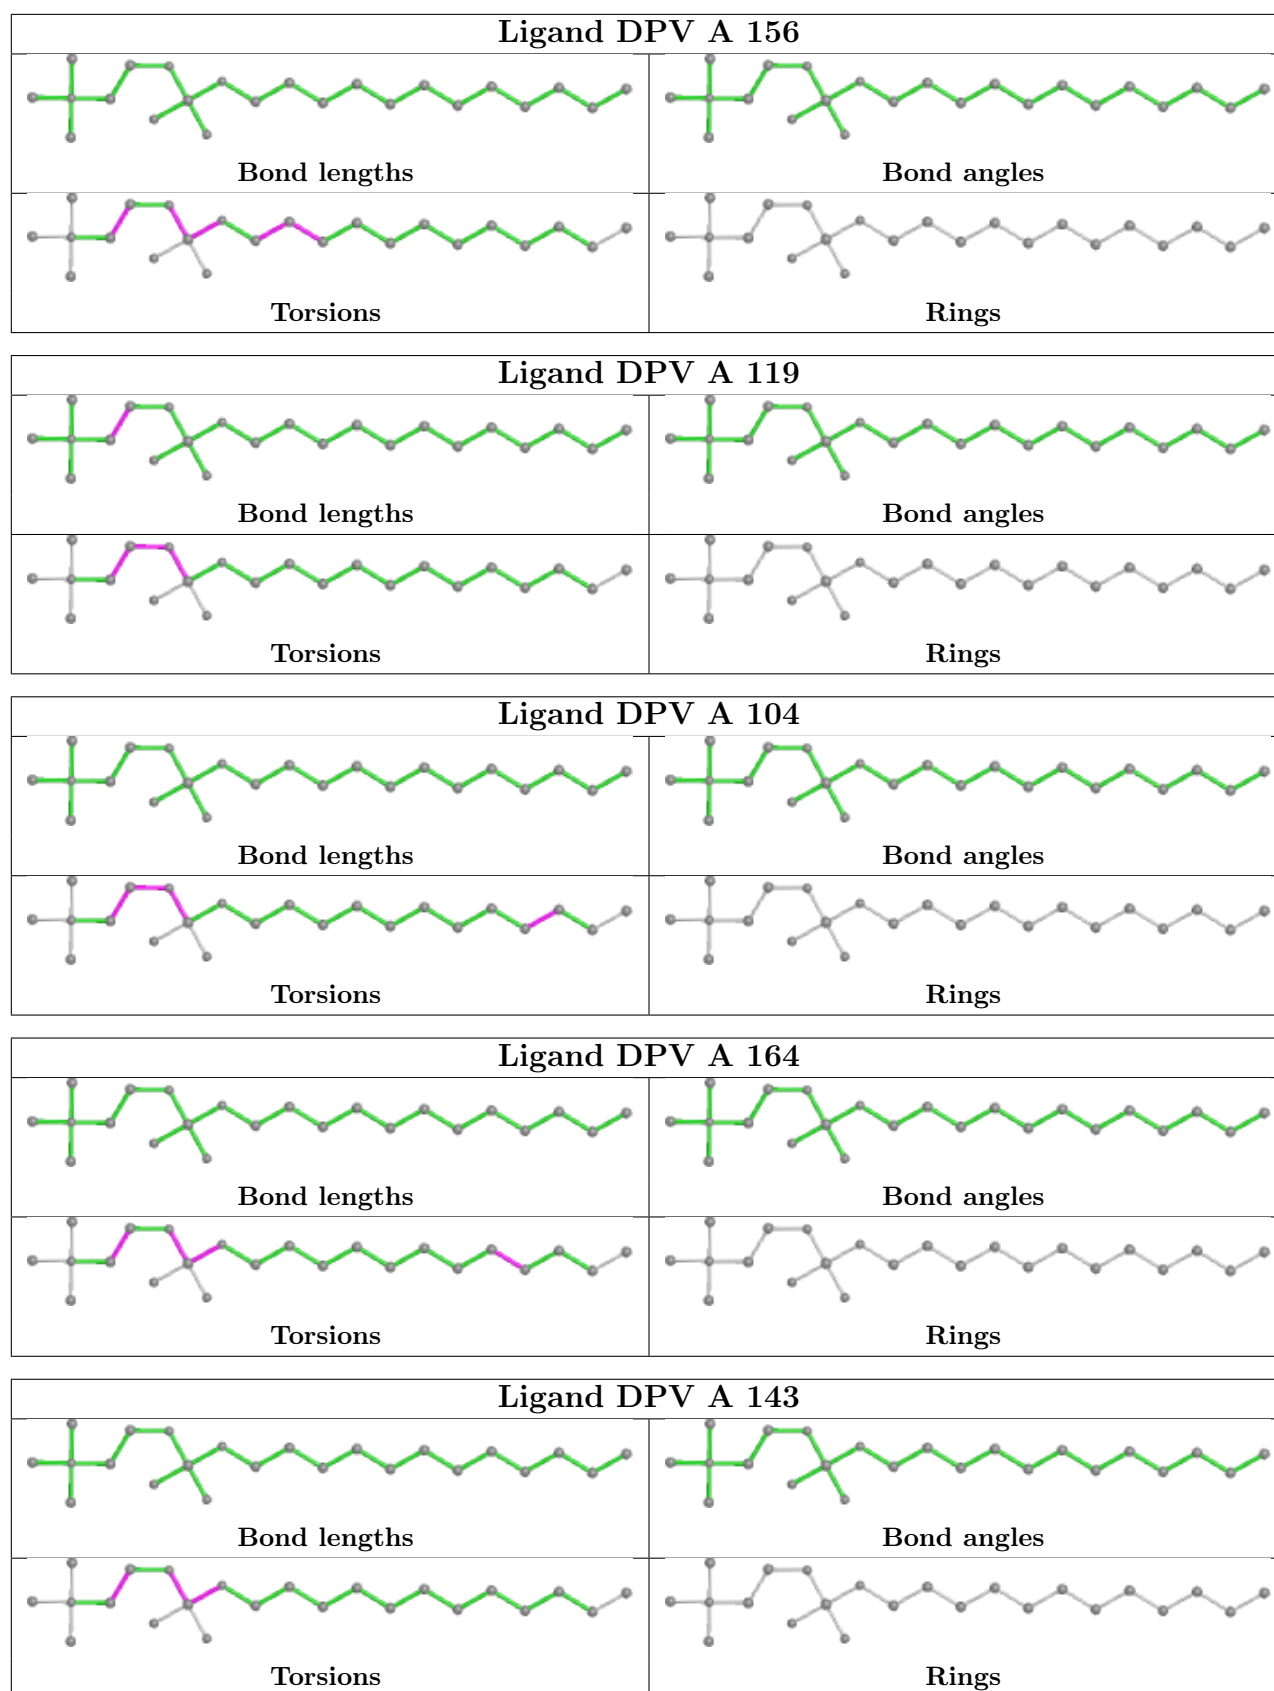 Ligand DPV A 156
Bond lengths
Bond angles
Torsions
Rings
Ligand DPV A 119
Bond lengths
Bond angles
Torsions
Rings
Ligand DPV A 104
Bond lengths
Bond angles
Torsions
Rings
Ligand DPV A 164
Bond lengths
Bond angles
Torsions
Rings
Ligand DPV A 143
Bond lengths
Bond angles
Torsions
Rings